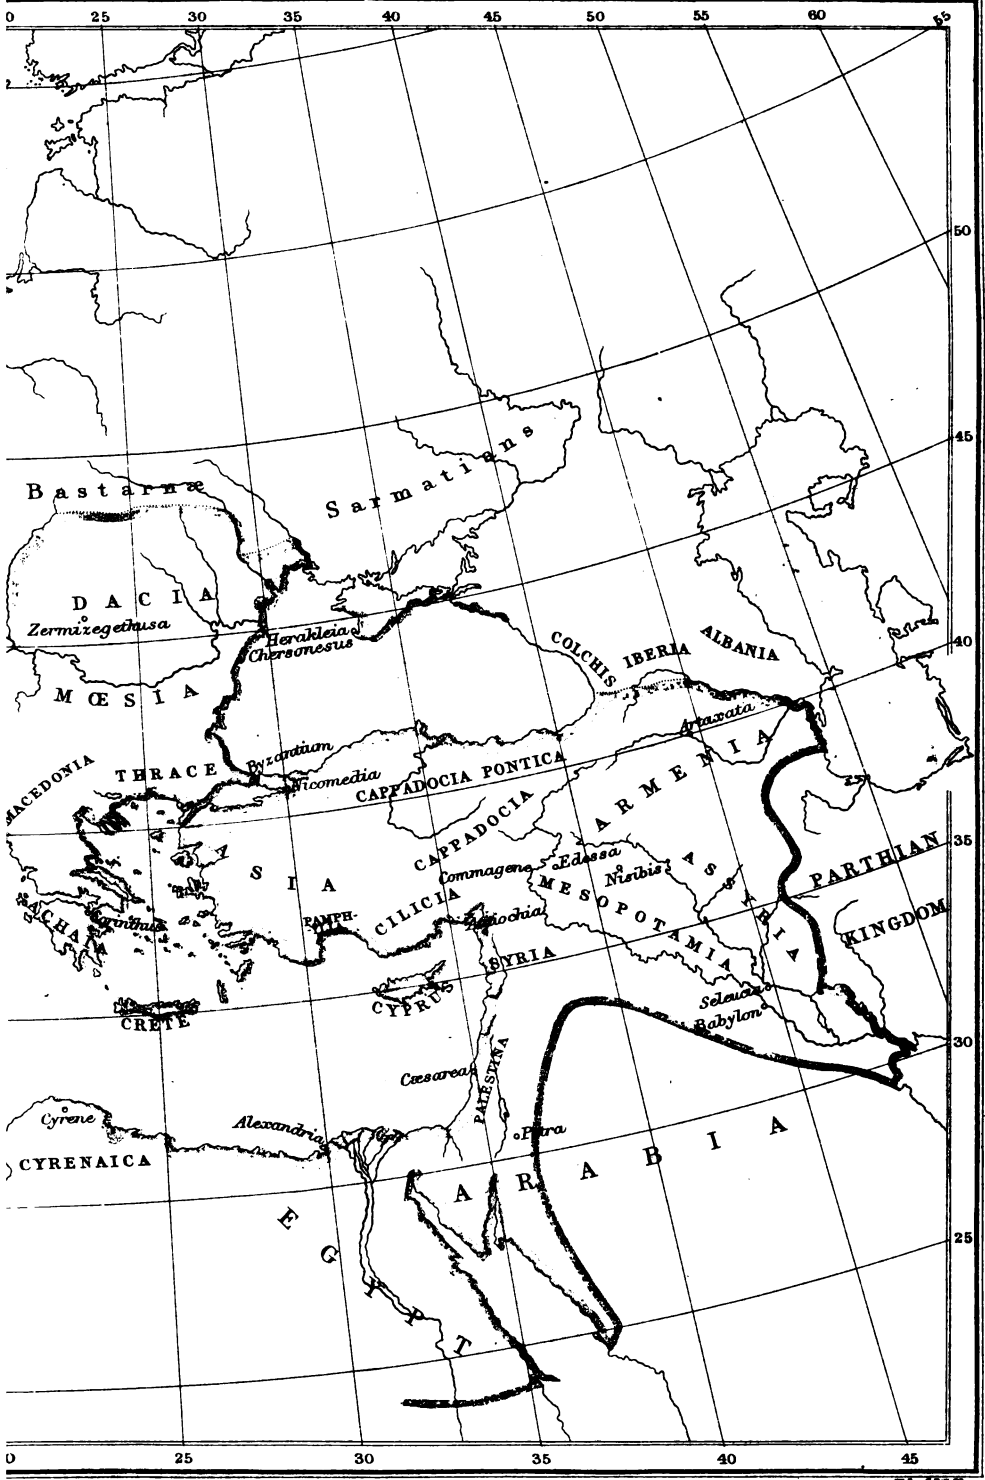 25 30 35 40 45 50 55 60 65
50
45
40
35
30
25
Bastarnæ
Sarmatians
DACIA
Zermizegethusa
Herakleia
Chersonesus
COLCHIS
IBERIA
ALBANIA
MŒSIA
Artaxata
MACEDONIA
THRACE
Byzantium
Nicomedia
CAPPADOCIA PONTICA
ARMENIA
CAPPADOCIA
ASIA
Commagene
Edessa
Nisibis
ASSYRIA
PARTHIAN
KINGDOM
MESOPOTAMIA
PAMPH-
CILICIA
Antiochia
ACHAIA
Corinthus
SYRIA
CYPRUS
CRETE
Seleucia
Babylon
Cæsarea
PALESTINA
Cyrene
Alexandria
CYRENAICA
Petra
ARABIA
EGYPT
25 30 35 40 45